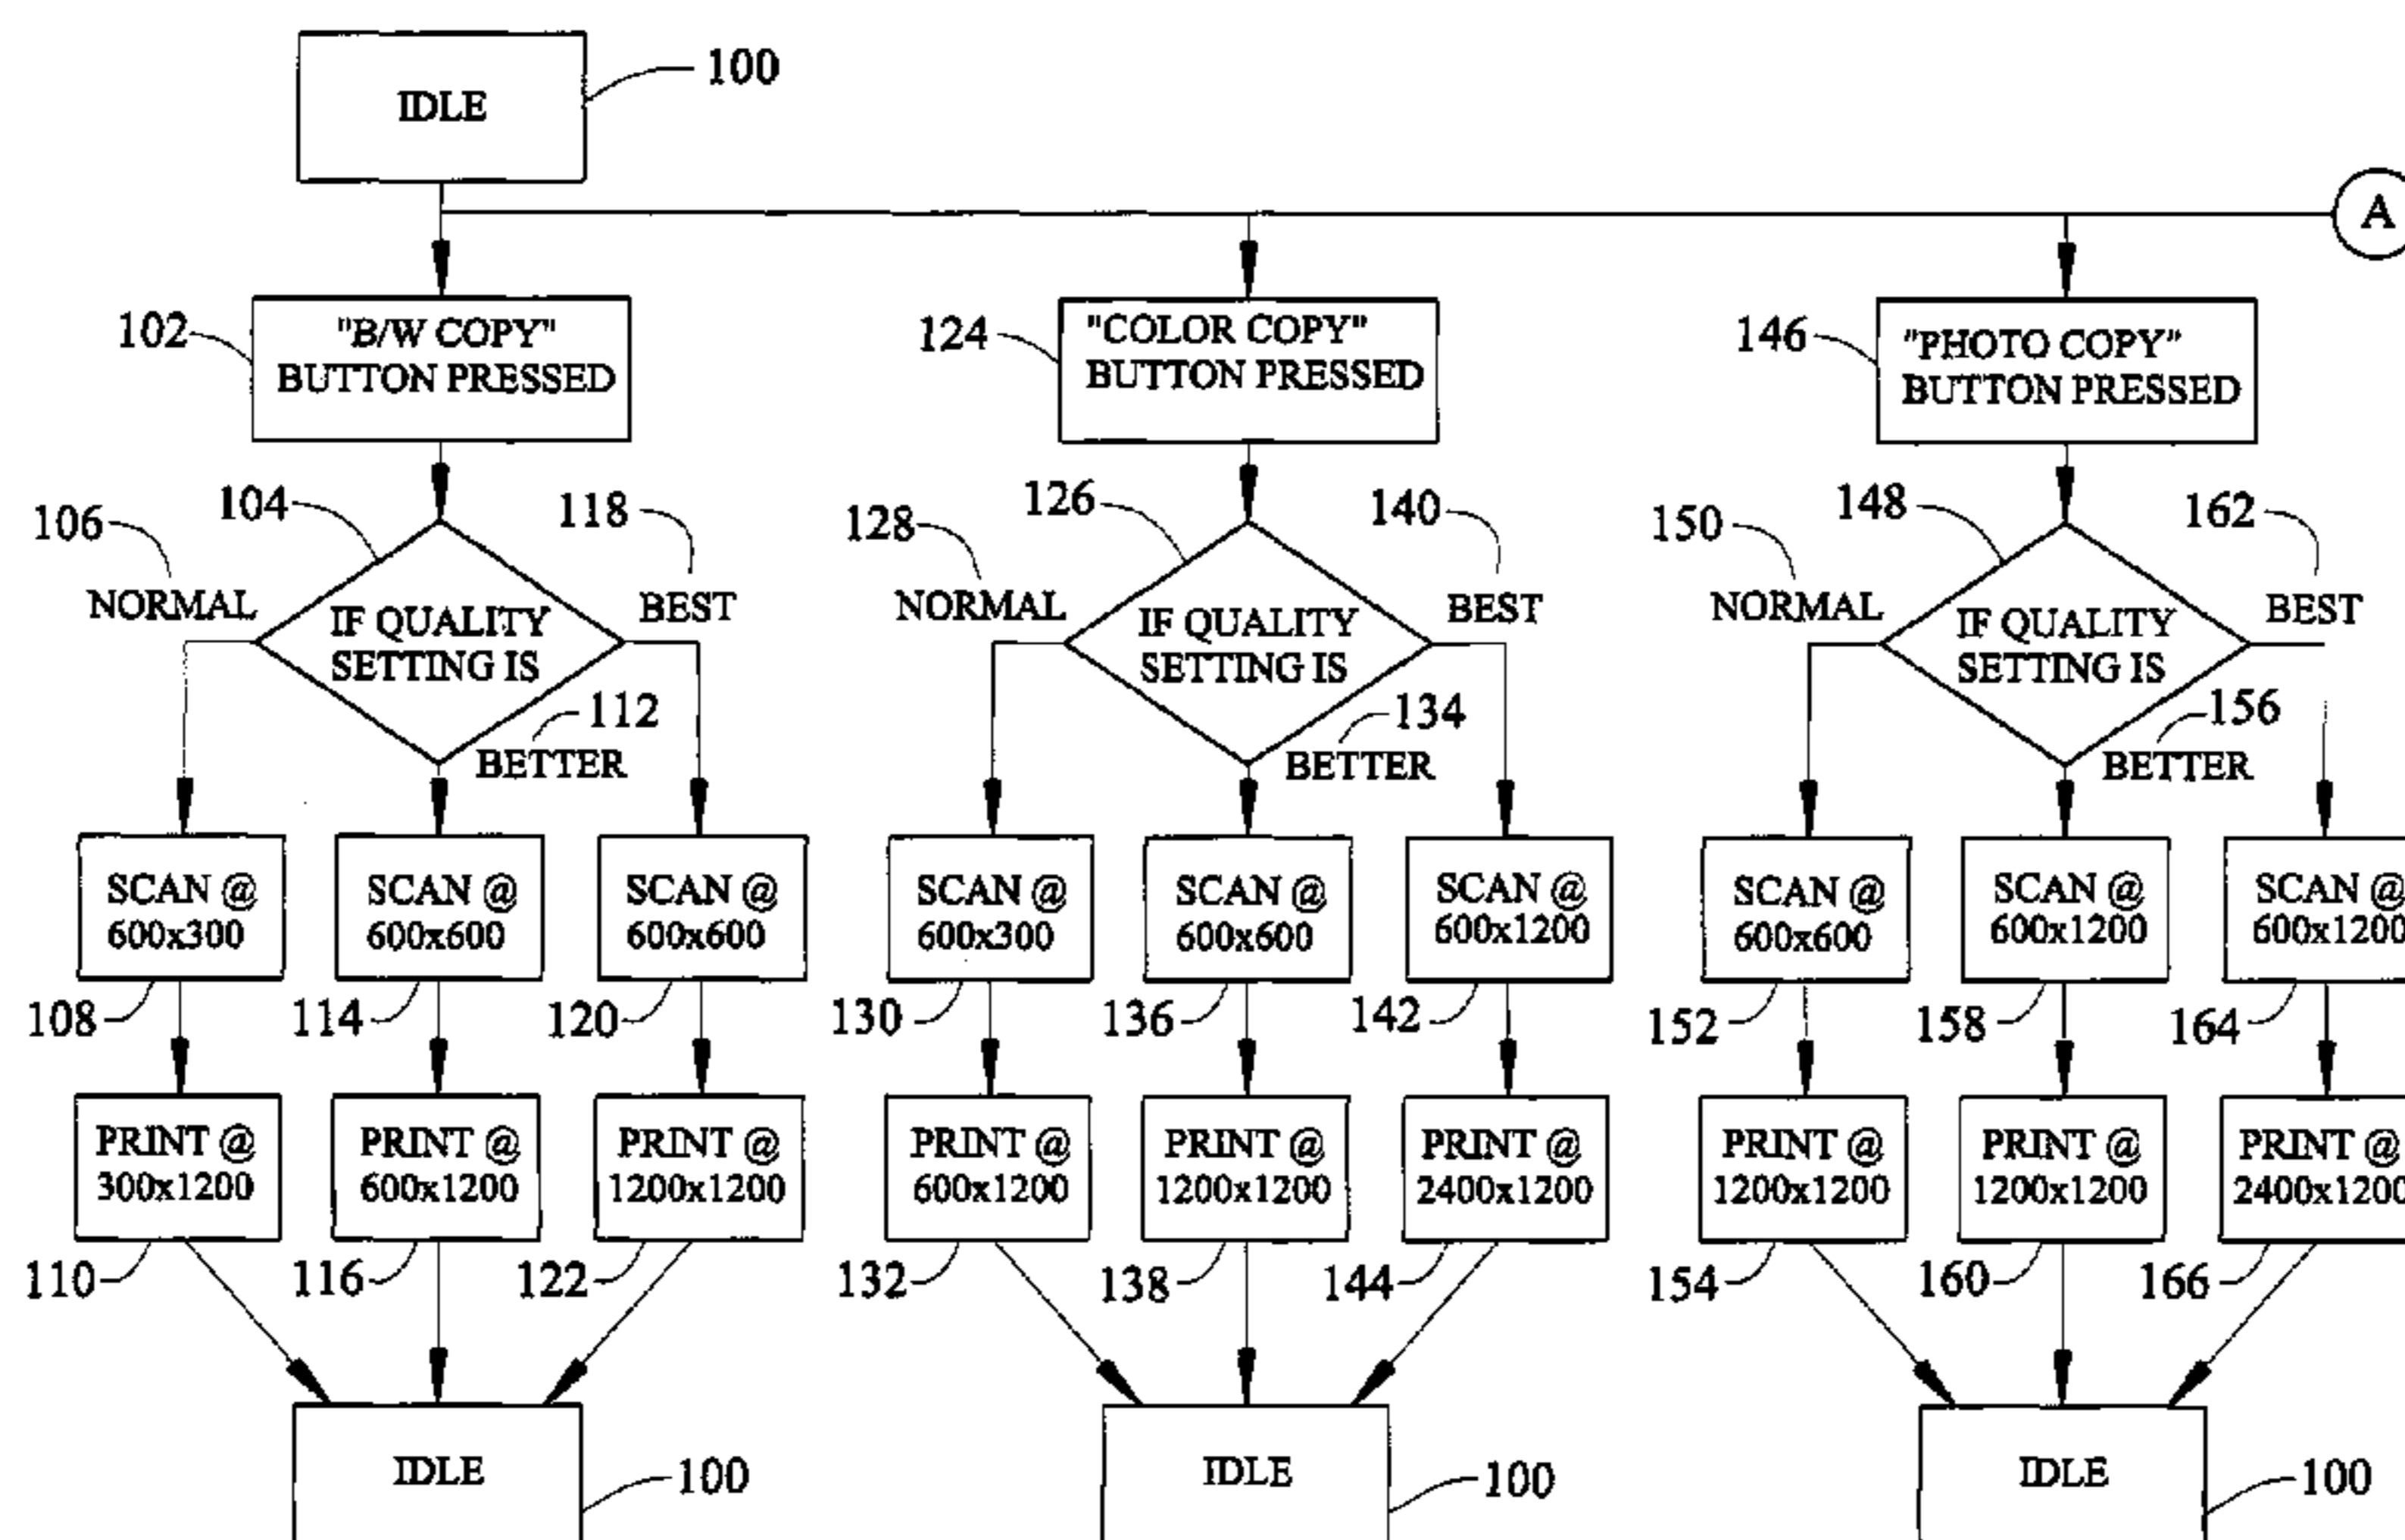 IDLE
100
A
102
"B/W COPY"
BUTTON PRESSED
124
"COLOR COPY"
BUTTON PRESSED
146
"PHOTO COPY"
BUTTON PRESSED
106
104
118
NORMAL
IF QUALITY
SETTING IS
BEST
112
BETTER
128
126
140
NORMAL
IF QUALITY
SETTING IS
BEST
134
BETTER
150
148
162
NORMAL
IF QUALITY
SETTING IS
BEST
156
BETTER
SCAN @
600x300
SCAN @
600x600
SCAN @
600x600
SCAN @
600x300
SCAN @
600x600
SCAN @
600x1200
SCAN @
600x600
SCAN @
600x1200
SCAN @
600x1200
108
114
120
130
136
142
152
158
164
PRINT @
300x1200
PRINT @
600x1200
PRINT @
1200x1200
PRINT @
600x1200
PRINT @
1200x1200
PRINT @
2400x1200
PRINT @
1200x1200
PRINT @
1200x1200
PRINT @
2400x1200
110
116
122
132
138
144
154
160
166
IDLE
100
IDLE
100
IDLE
100